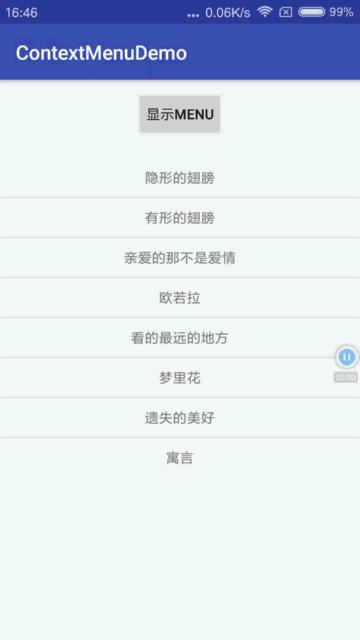 16:46 ... 0.06K/s 99%
ContextMenuDemo
显示MENU
隐形的翅膀
有形的翅膀
亲爱的那不是爱情
欧若拉
看的最远的地方
梦里花
遗失的美好
00:00
寓言